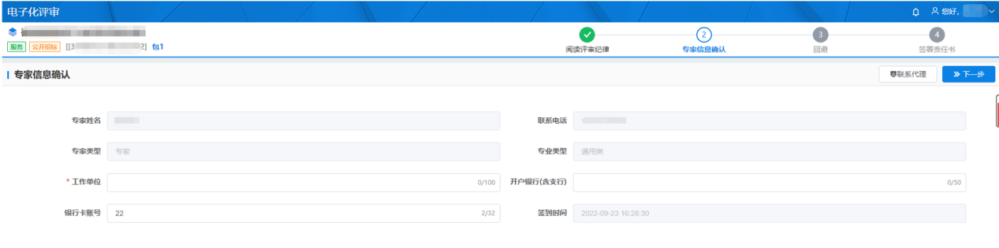 电子化评审
您好,
服务 公开招标 [[3 2] 包1
2 3 4
阅读评审纪律 专家信息确认 回避 签署责任书
专家信息确认 联系代理 下一步
专家姓名 联系电话
专家类型 专家 专业类型 通用类
* 工作单位 0/100 开户银行(含支行) 0/50
银行卡账号 22 2/32 签到时间 2022-09-23 16:28:30